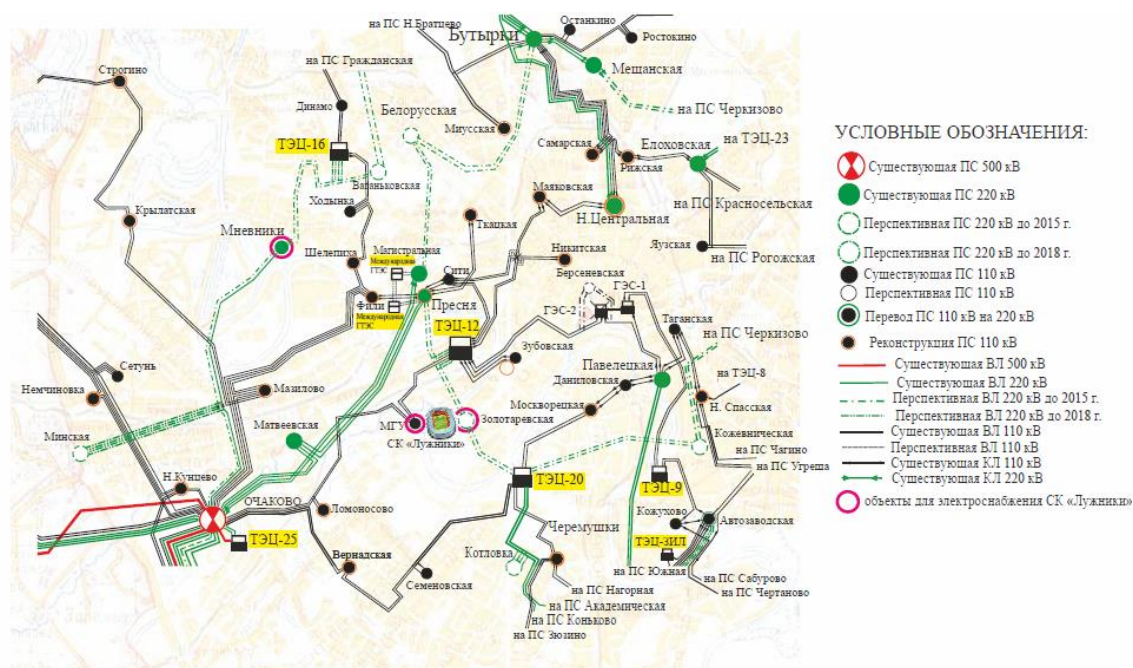 на ПС Н.Братцево
Останкино
Бутырки
Ростокино
Строгино
на ПС Гражданская
Мещанская
Динамо
Белорусская
на ПС Черкизово
Миусская
ТЭЦ-16
Самарская
Елоховская
на ТЭЦ-23
Рижская
Ваганьковская
Маяковская
Ходынка
на ПС Красносельская
Крылатская
Н.Центральная
Мневники
Ткацкая
Шелепиха
Магистральная
Никитская
Яузская
на ПС Рогожская
Международная
ГТЭС
Сити
Берсеневская
Пресня
ГЭС-1
Фили
Международная
ГТЭС
ГЭС-2
Таганская
на ПС Черкизово
ТЭЦ-12
Зубовская
Павелецкая
Сетунь
Даниловская
на ТЭЦ-8
Немчиновка
Мазилово
Москворецкая
Н. Спасская
МГУ
СК «Лужники»
Золотаревская
Минская
Матвеевская
Кожевническая
на ПС Чагино
на ПС Угреша
Н.Кунцево
ТЭЦ-20
ТЭЦ-9
ОЧАКОВО
Ломоносово
Кожухово
Автозаводская
ТЭЦ-25
Черемушки
ТЭЦ-ЗИЛ
Вернадская
Котловка
Семеновская
на ПС Южная
на ПС Сабурово
на ПС Чертаново
на ПС Нагорная
на ПС Академическая
на ПС Коньково
на ПС Зюзино
УСЛОВНЫЕ ОБОЗНАЧЕНИЯ:
Существующая ПС 500 кВ
Существующая ПС 220 кВ
Перспективная ПС 220 кВ до 2015 г.
Перспективная ПС 220 кВ до 2018 г.
Существующая ПС 110 кВ
Перспективная ПС 110 кВ
Перевод ПС 110 кВ на 220 кВ
Реконструкция ПС 110 кВ
Существующая ВЛ 500 кВ
Существующая ВЛ 220 кВ
Перспективная ВЛ 220 кВ до 2015 г.
Перспективная ВЛ 220 кВ до 2018 г.
Существующая ВЛ 110 кВ
Перспективная ВЛ 110 кВ
Существующая КЛ 110 кВ
Существующая КЛ 220 кВ
объекты для электроснабжения СК «Лужники»